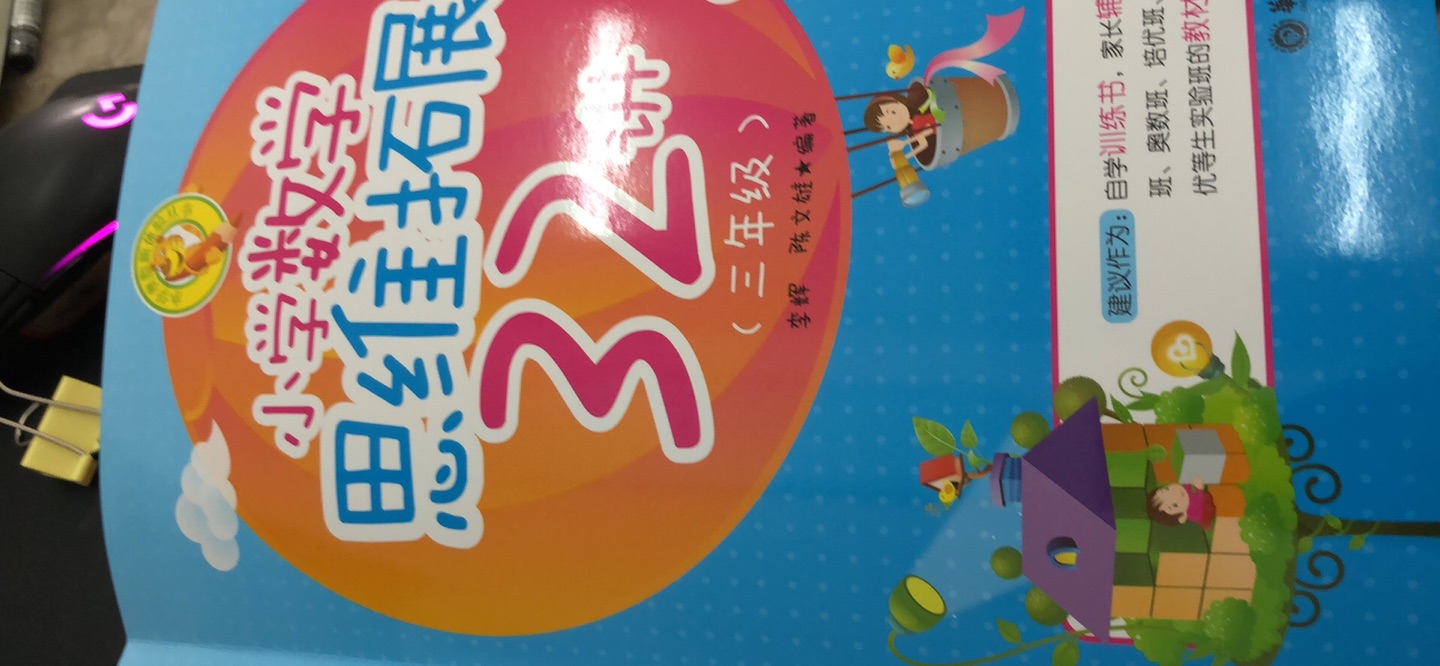 小学数学
思维拓展
32讲
（三年级）
李辉 陈文雄★编著
建议作为：自学训练书，家长辅
班、奥数班、培优班、
优等生实验班的教材